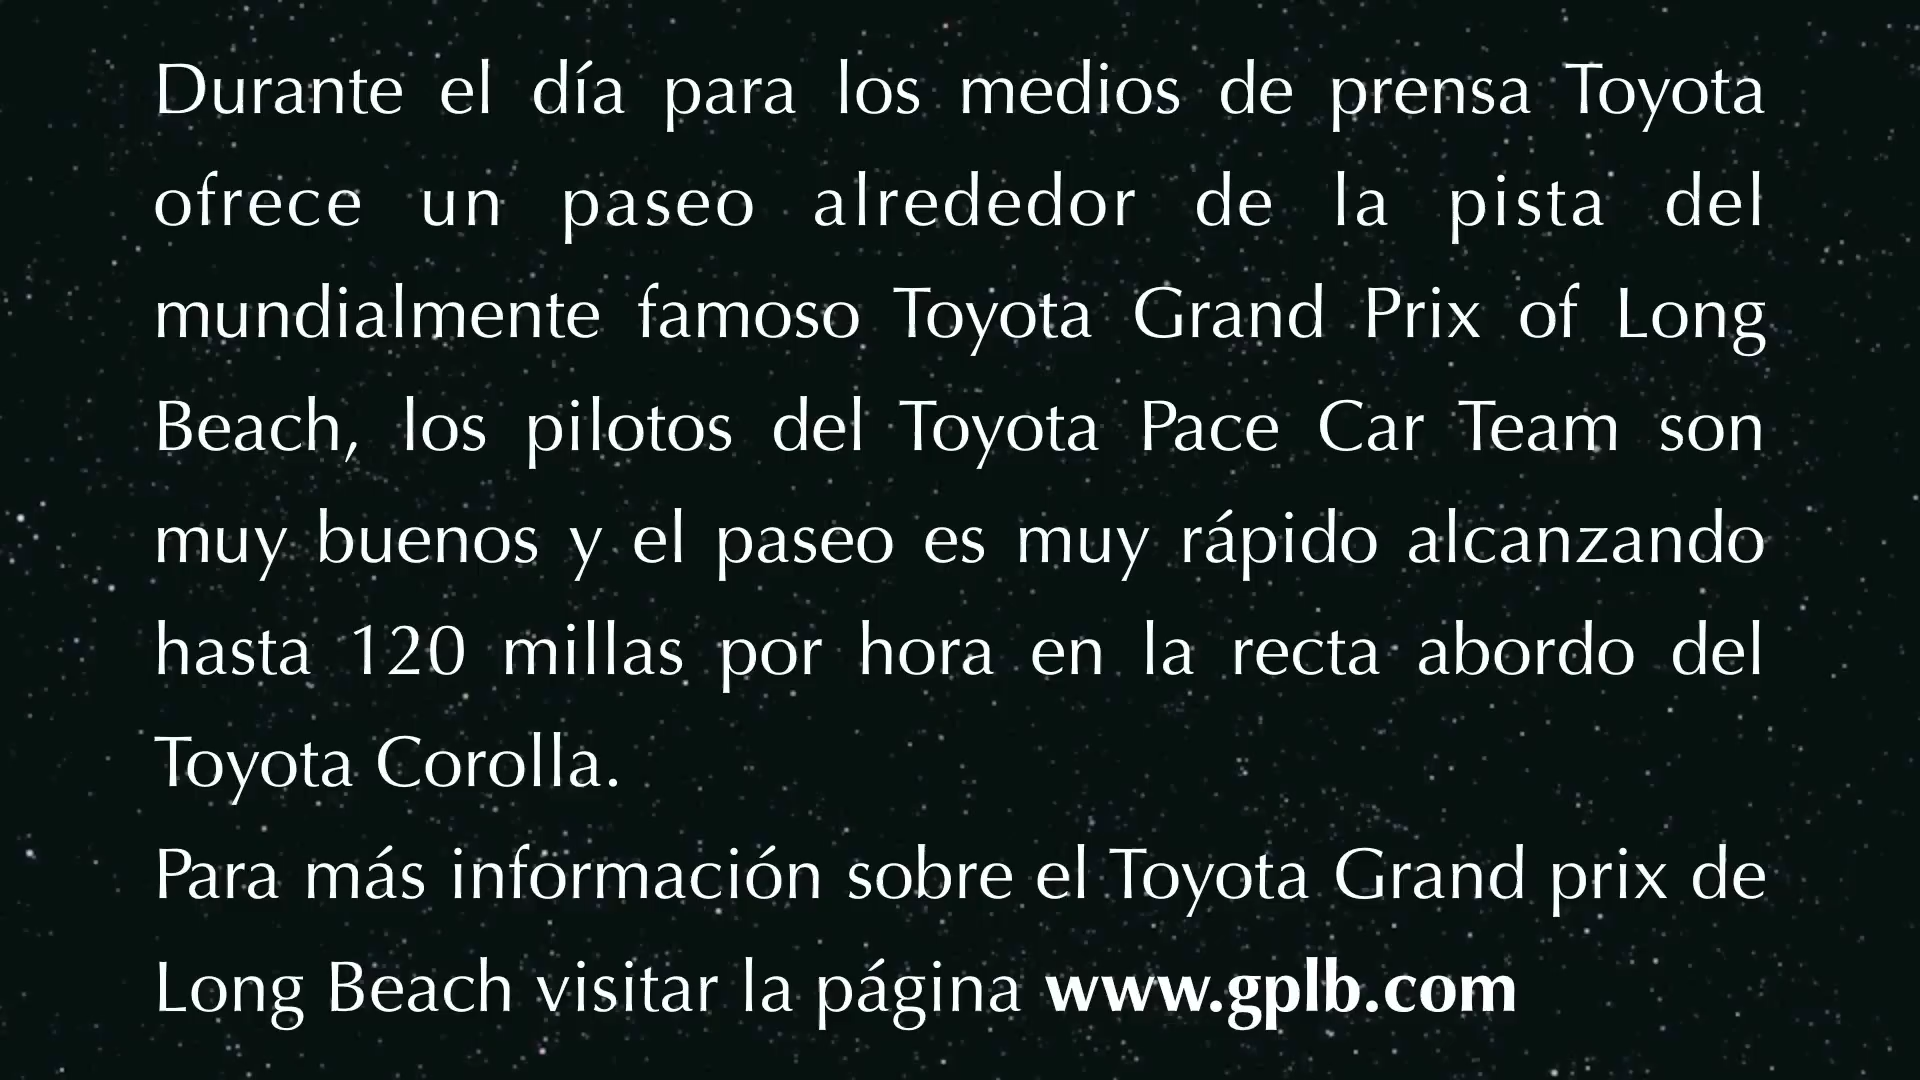 Durante el día para los medios de prensa Toyota
ofrece un paseo alrededor de la pista del
mundialmente famoso Toyota Grand Prix of Long
Beach, los pilotos del Toyota Pace Car Team son
muy buenos y el paseo es muy rápido alcanzando
hasta 120 millas por hora en la recta abordo del
Toyota Corolla.
Para más información sobre el Toyota Grand prix de
Long Beach visitar la página www.gplb.com